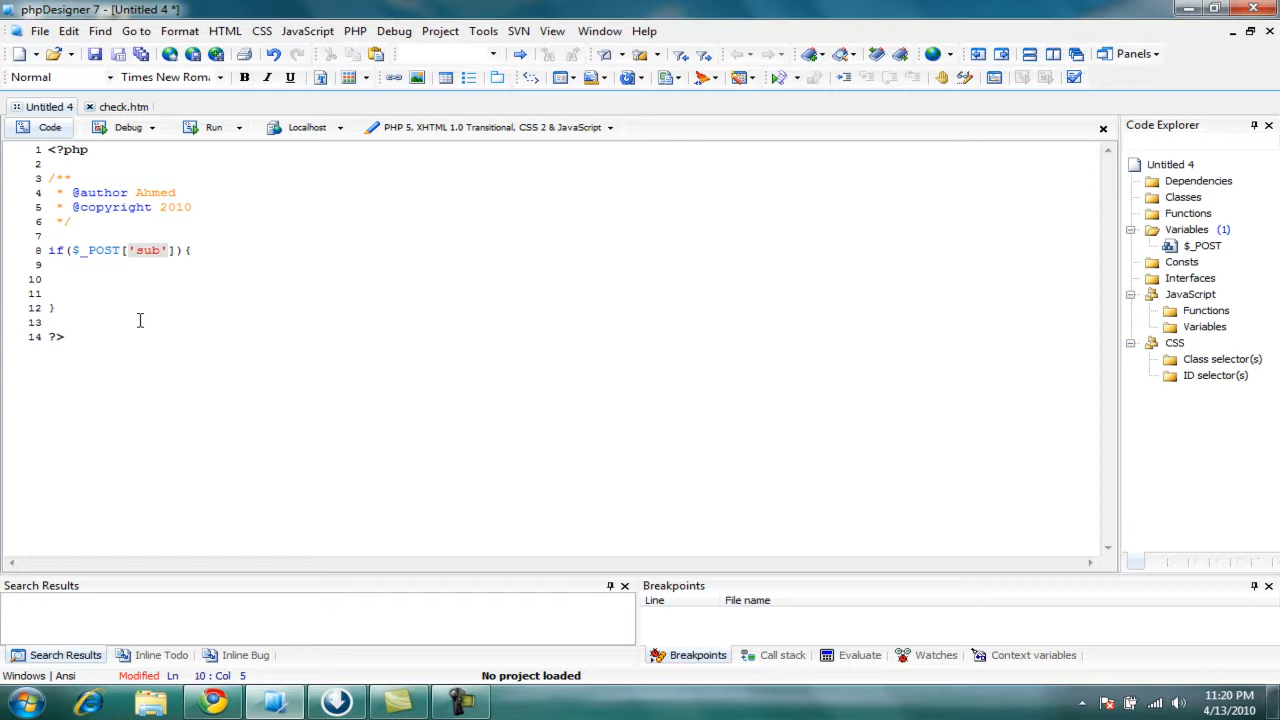 phpDesigner 7 - [Untitled 4 *]
File Edit Find Go to Format HTML CSS JavaScript PHP Debug Project Tools SVN View Window Help
Panels
Normal Times New Rom
Untitled 4 check.htm
Code Debug Run Localhost PHP 5, XHTML 1.0 Transitional, CSS 2 & JavaScript
Code Explorer
1 <?php
2
3 /**
4 * @author Ahmed
5 * @copyright 2010
6 */
7
8 if($_POST['sub']){
9
10
11
12 }
13
14 ?>
Untitled 4
Dependencies
Classes
Functions
Variables (1)
$_POST
Consts
Interfaces
JavaScript
Functions
Variables
CSS
Class selector(s)
ID selector(s)
Search Results
Breakpoints
Line File name
Search Results Inline Todo Inline Bug
Breakpoints Call stack Evaluate Watches Context variables
Windows | Ansi Modified Ln 10 : Col 5 No project loaded
11:20 PM
4/13/2010